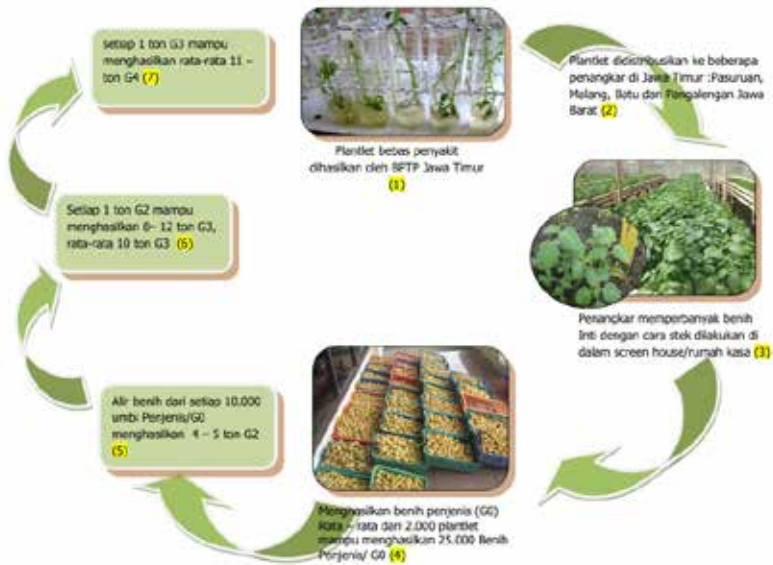 Plantlet bebas penyakit
dihasilkan oleh BPTP Jawa Timur
(1)
Plantlet didistribusikan ke beberapa
penangkar di Jawa Timur :Pasuruan,
Malang, Batu dan Pangalengan Jawa
Barat (2)
Penangkar memperbanyak benih
Inti dengan cara stek dilakukan di
dalam screen house/rumah kasa (3)
Menghasilkan benih penjenis (G0)
Rata – rata dari 2.000 plantlet
mampu menghasilkan 25.000 Benih
Penjenis/ G0 (4)
Alir benih dari setiap 10.000
umbi Penjenis/G0
menghasilkan 4 – 5 ton G2
(5)
Setiap 1 ton G2 mampu
menghasilkan 8– 12 ton G3,
rata-rata 10 ton G3 (6)
setiap 1 ton G3 mampu
menghasilkan rata-rata 11 –
ton G4 (7)